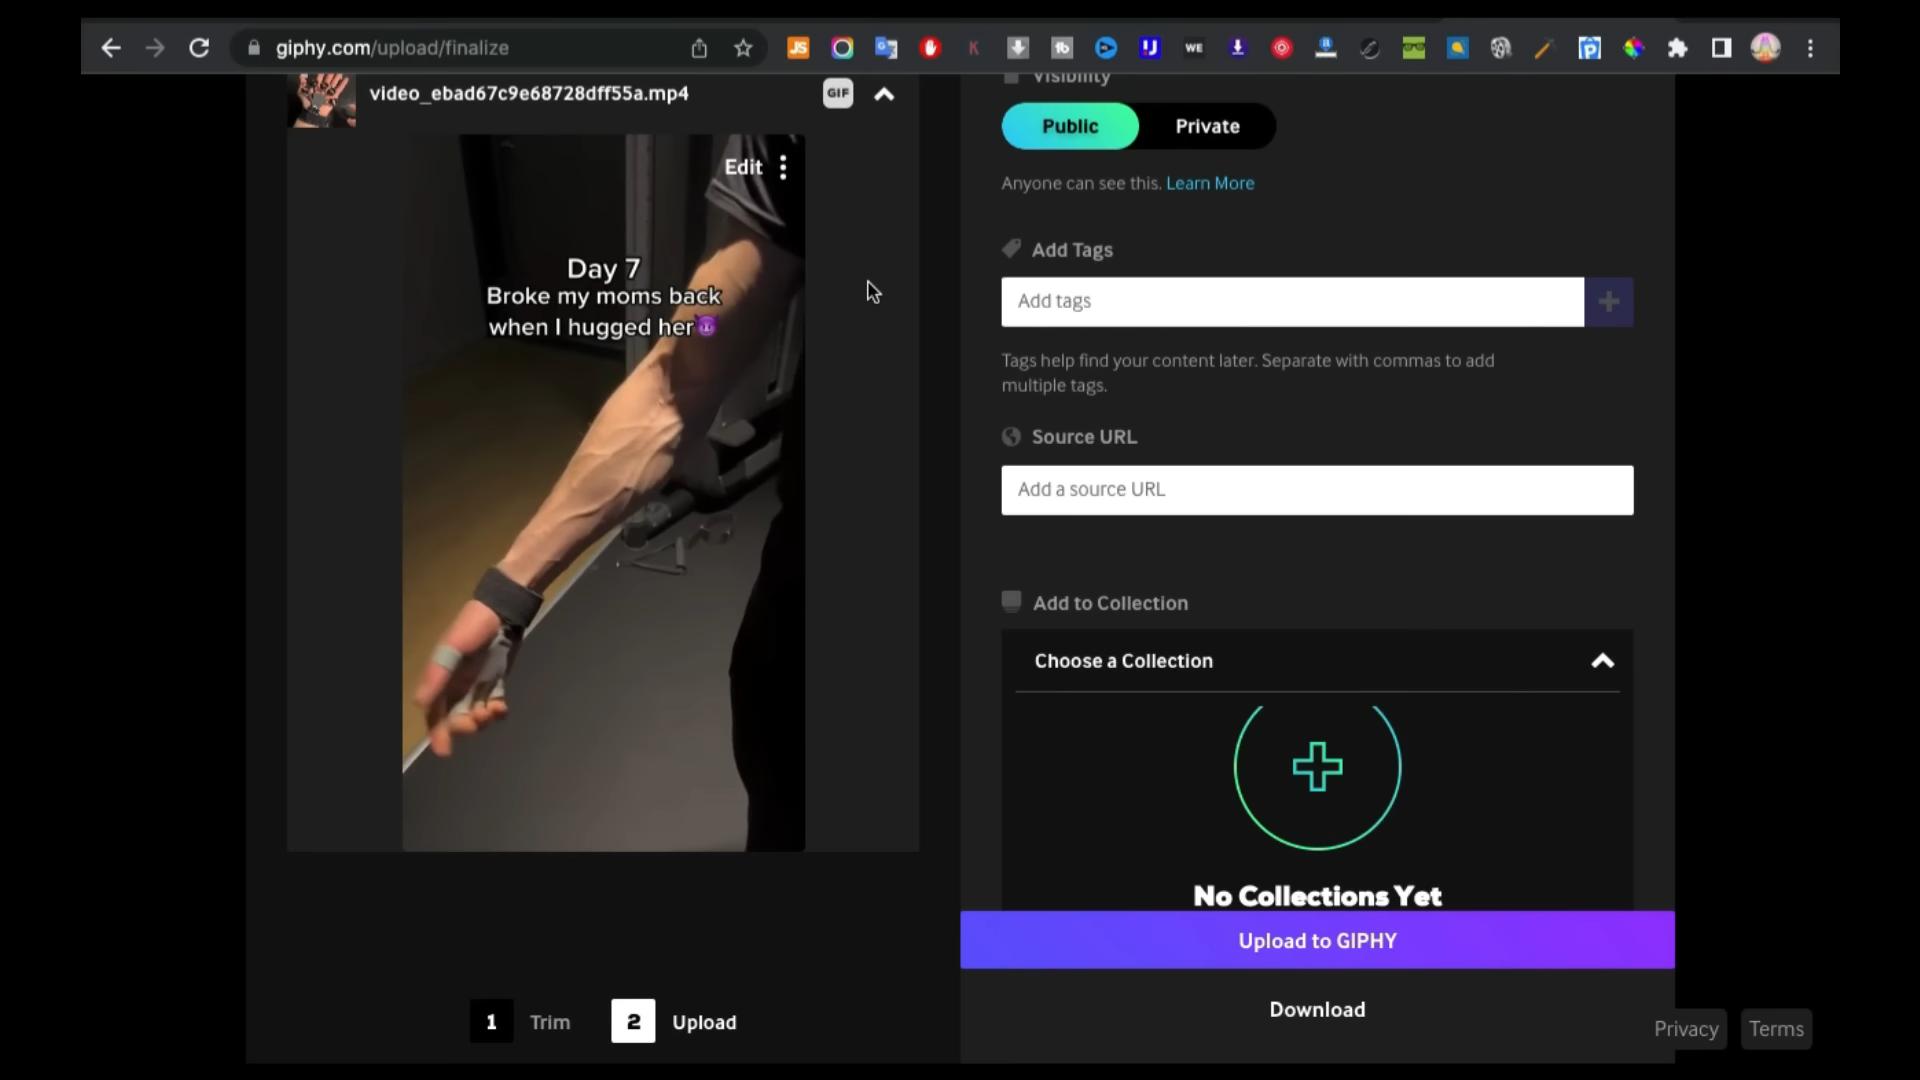 giphy.com/upload/finalize
video_ebad67c9e68728dff55a.mp4
GIF
Edit
Day 7
Broke my moms back
when I hugged her😈
1
Trim
2
Upload
Visibility
Public
Private
Anyone can see this. Learn More
Add Tags
Add tags
Tags help find your content later. Separate with commas to add
multiple tags.
Source URL
Add a source URL
Add to Collection
Choose a Collection
No Collections Yet
Upload to GIPHY
Download
Privacy
Terms